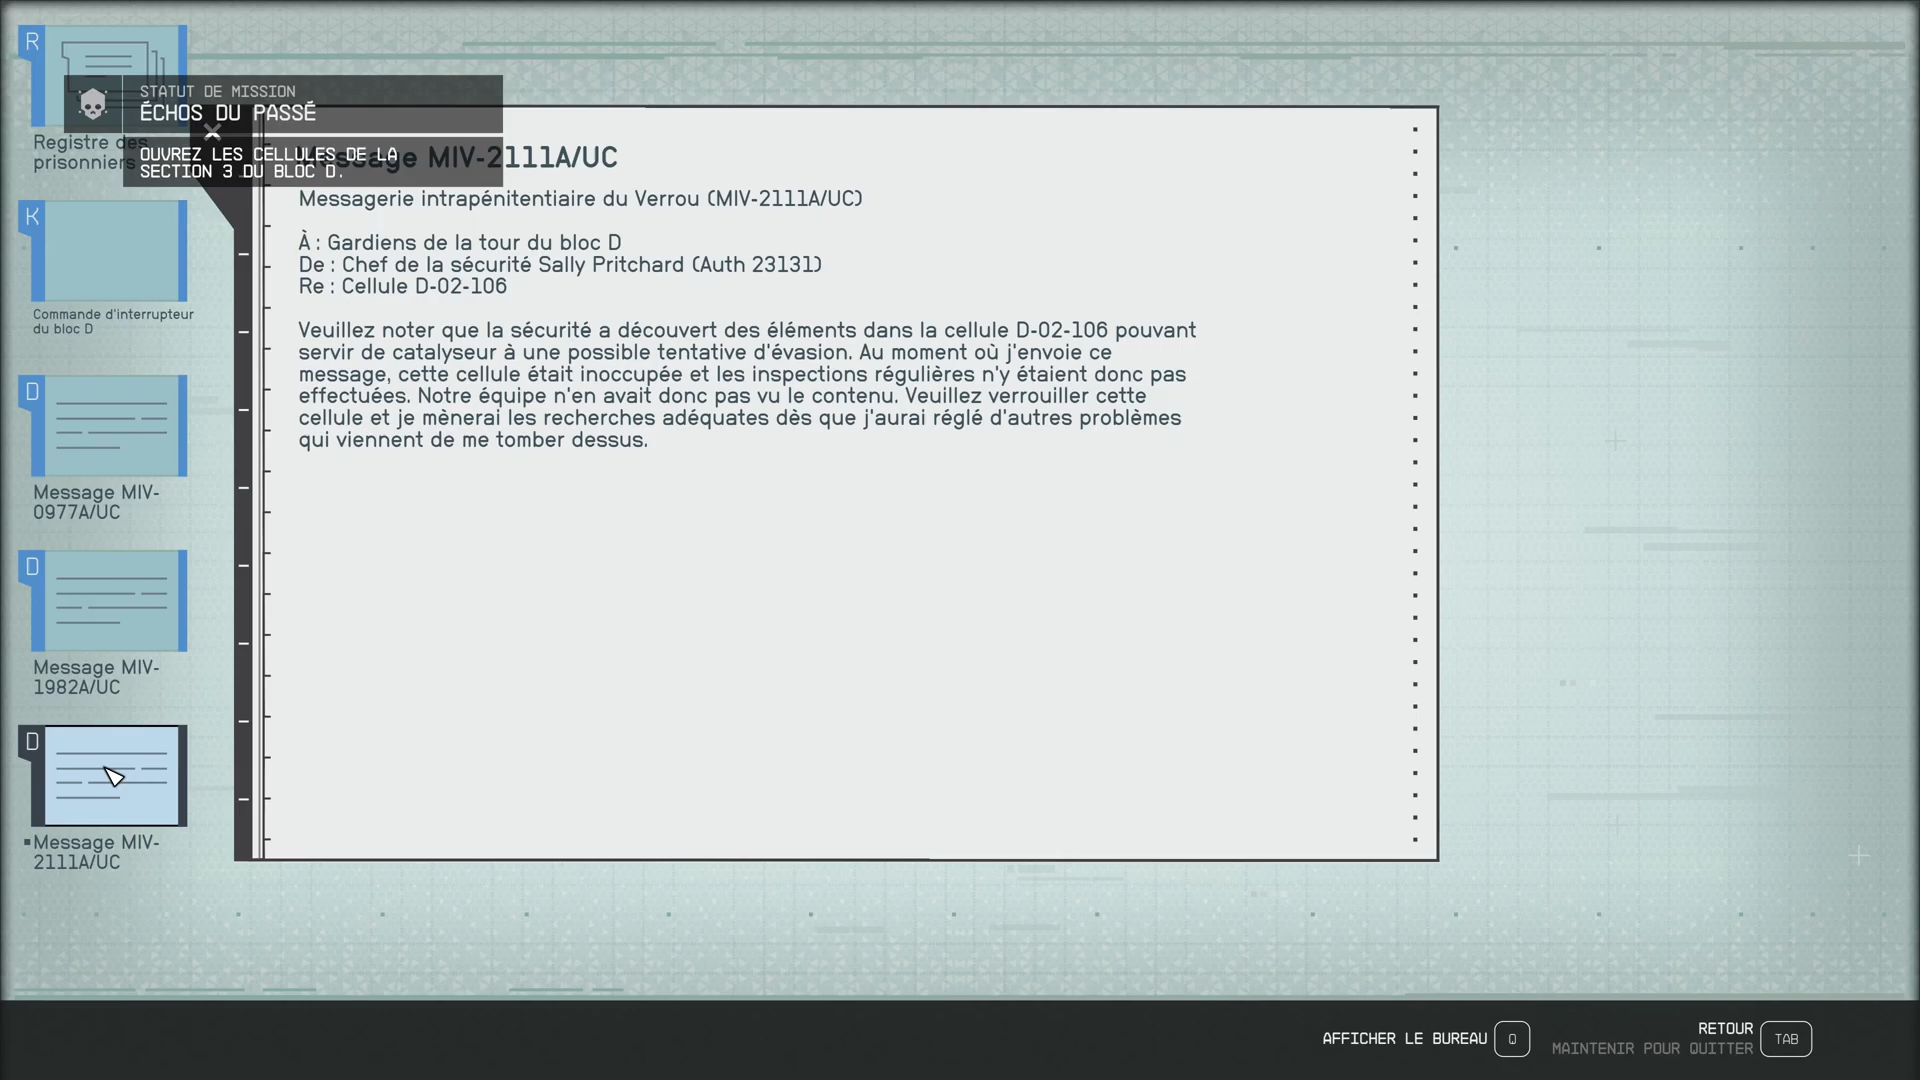 R
Registre des
prisonniers
K
Commande d'interrupteur
du bloc D
D
Message MIV-
0977A/UC
D
Message MIV-
1982A/UC
D
Message MIV-
2111A/UC
STATUT DE MISSION
ÉCHOS DU PASSÉ
OUVREZ LES CELLULES DE LA
SECTION 3 DU BLOC D.
Message MIV-2111A/UC
Messagerie intrapénitentiaire du Verrou (MIV-2111A/UC)
À : Gardiens de la tour du bloc D
De : Chef de la sécurité Sally Pritchard (Auth 23131)
Re : Cellule D-02-106
Veuillez noter que la sécurité a découvert des éléments dans la cellule D-02-106 pouvant
servir de catalyseur à une possible tentative d'évasion. Au moment où j'envoie ce
message, cette cellule était inoccupée et les inspections régulières n'y étaient donc pas
effectuées. Notre équipe n'en avait donc pas vu le contenu. Veuillez verrouiller cette
cellule et je mènerai les recherches adéquates dès que j'aurai réglé d'autres problèmes
qui viennent de me tomber dessus.
AFFICHER LE BUREAU Q
RETOUR
MAINTENIR POUR QUITTER TAB